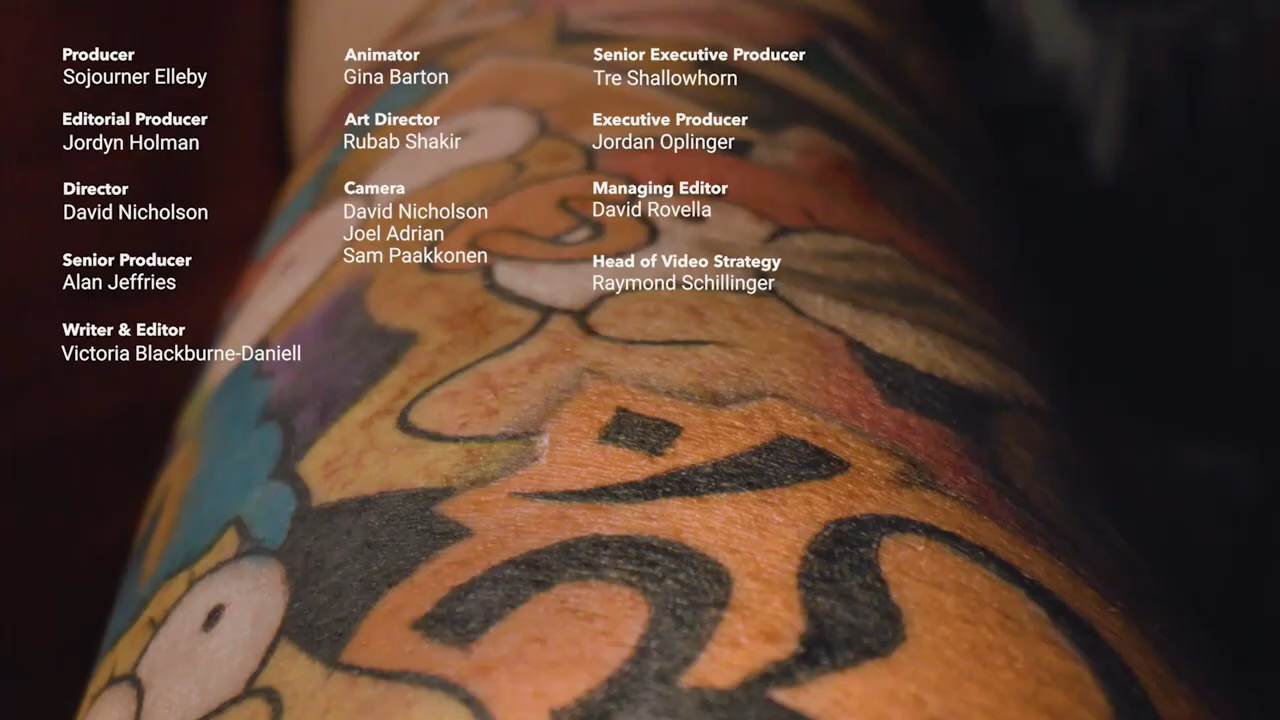 Producer
Sojourner Elleby
Editorial Producer
Jordyn Holman
Director
David Nicholson
Senior Producer
Alan Jeffries
Writer & Editor
Victoria Blackburne-Daniell
Animator
Gina Barton
Art Director
Rubab Shakir
Camera
David Nicholson
Joel Adrian
Sam Paakkonen
Senior Executive Producer
Tre Shallowhorn
Executive Producer
Jordan Oplinger
Managing Editor
David Rovella
Head of Video Strategy
Raymond Schillinger
ॐ